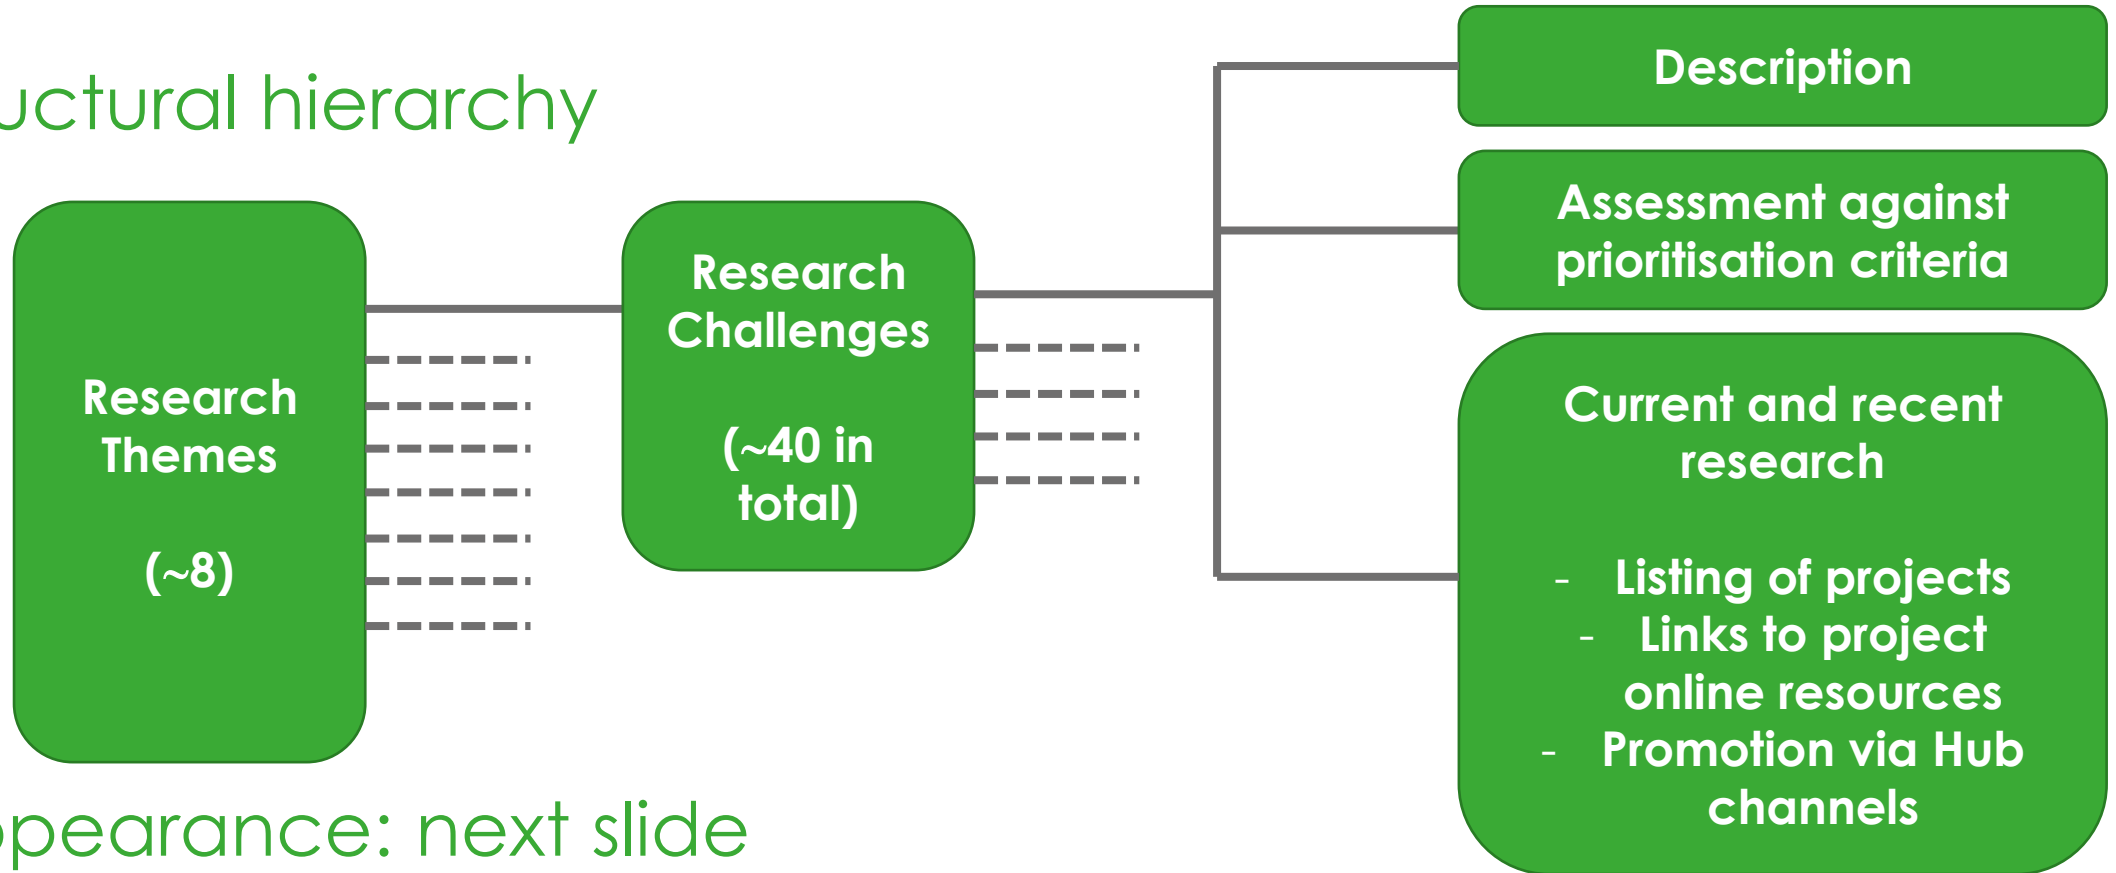 uctural hierarchy
Research
Themes
(~8)
Research
Challenges
(~40 in
total)
Description
Assessment against
prioritisation criteria
Current and recent
research
- Listing of projects
- Links to project
online resources
- Promotion via Hub
channels
ppearance: next slide